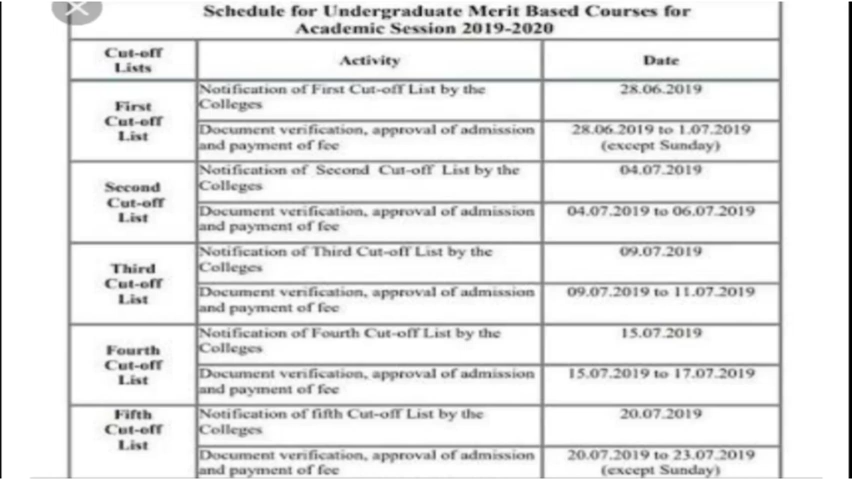 Schedule for Undergraduate Merit Based Courses for
Academic Session 2019-2020
Cut-off
Lists
Activity
Date
First
Cut-off
List
Notification of First Cut-off List by the
Colleges
28.06.2019
Document verification, approval of admission
and payment of fee
28.06.2019 to 1.07.2019
(except Sunday)
Second
Cut-off
List
Notification of Second Cut-off List by the
Colleges
04.07.2019
Document verification, approval of admission
and payment of fee
04.07.2019 to 06.07.2019
Third
Cut-off
List
Notification of Third Cut-off List by the
Colleges
09.07.2019
Document verification, approval of admission
and payment of fee
09.07.2019 to 11.07.2019
Fourth
Cut-off
List
Notification of Fourth Cut-off List by the
Colleges
15.07.2019
Document verification, approval of admission
and payment of fee
15.07.2019 to 17.07.2019
Fifth
Cut-off
List
Notification of fifth Cut-off List by the
Colleges
20.07.2019
Document verification, approval of admission
and payment of fee
20.07.2019 to 23.07.2019
(except Sunday)